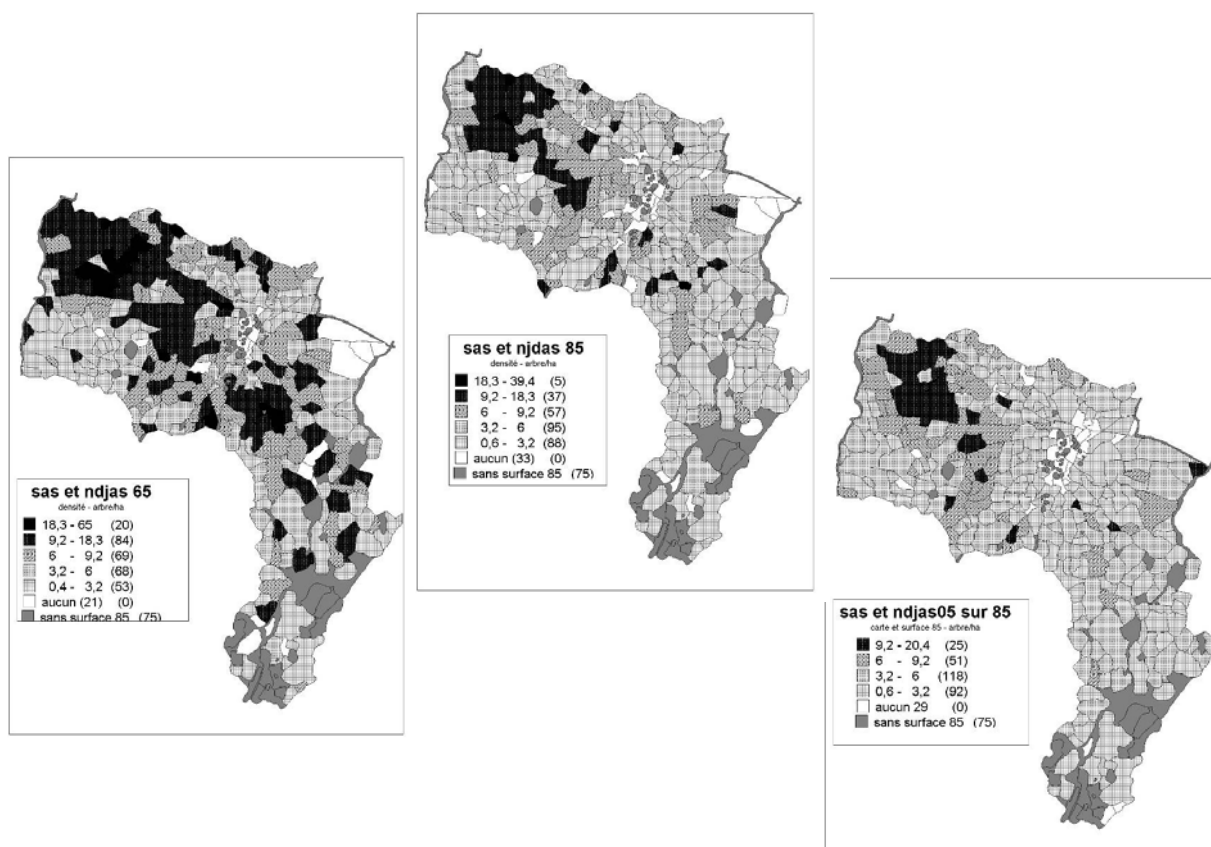 sas et ndjas 65
densité - arbre/ha
18,3 - 65 (20)
9,2 - 18,3 (84)
6 - 9,2 (69)
3,2 - 6 (68)
0,4 - 3,2 (53)
aucun (21) (0)
sans surface 85 (75)
sas et njdas 85
densité - arbre/ha
18,3 - 39,4 (5)
9,2 - 18,3 (37)
6 - 9,2 (57)
3,2 - 6 (95)
0,6 - 3,2 (88)
aucun (33) (0)
sans surface 85 (75)
sas et ndjas05 sur 85
carte et surface 85 - arbre/ha
9,2 - 20,4 (25)
6 - 9,2 (51)
3,2 - 6 (118)
0,6 - 3,2 (92)
aucun 29 (0)
sans surface 85 (75)